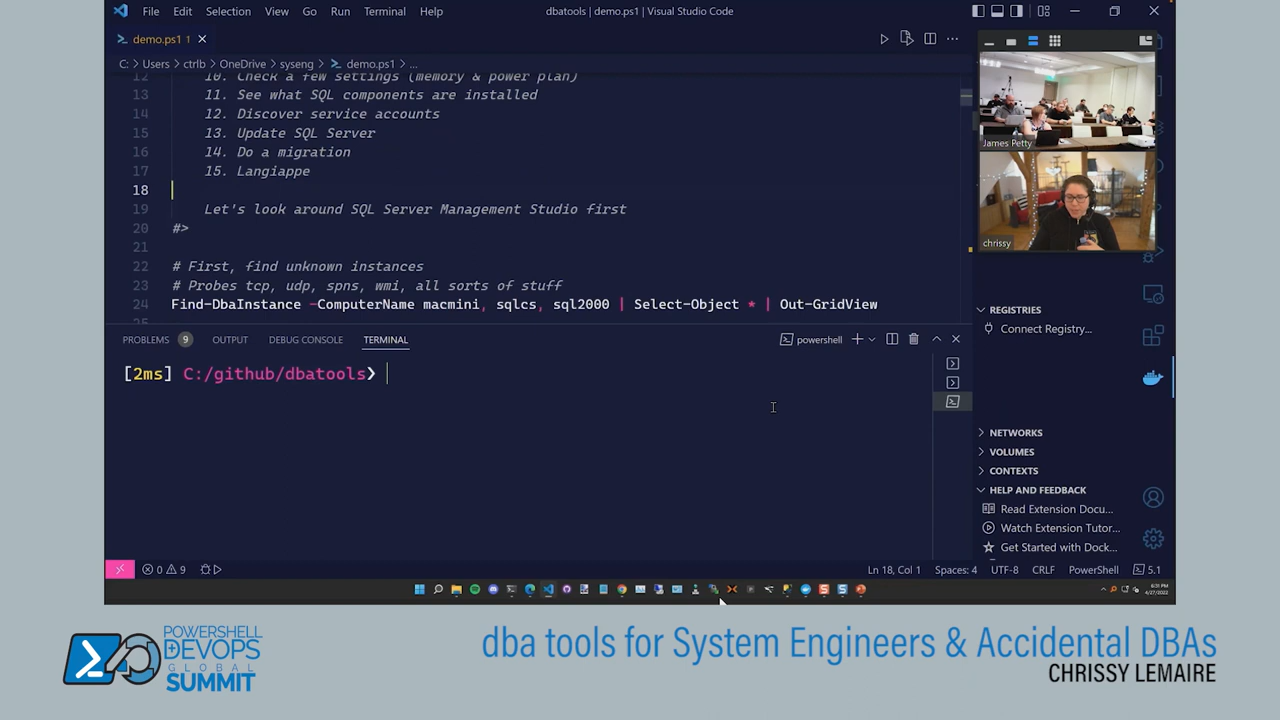 File Edit Selection View Go Run Terminal Help
dbatools | demo.ps1 | Visual Studio Code
demo.ps1 1
C: > Users > ctrlb > OneDrive > syseng > demo.ps1 > ...
12 10. Check a few settings (memory & power plan)
13 11. See what SQL components are installed
14 12. Discover service accounts
15 13. Update SQL Server
16 14. Do a migration
17 15. Langiappe
18
19 Let's look around SQL Server Management Studio first
20 #>
21
22 # First, find unknown instances
23 # Probes tcp, udp, spns, wmi, all sorts of stuff
24 Find-DbaInstance -ComputerName macmini, sqlcs, sql2000 | Select-Object * | Out-GridView
25
PROBLEMS 9 OUTPUT DEBUG CONSOLE TERMINAL
powershell
[2ms] C:/github/dbatools❯
James Petty
chrissy
REGISTRIES
Connect Registry...
NETWORKS
VOLUMES
CONTEXTS
HELP AND FEEDBACK
Read Extension Docu...
Watch Extension Tutor...
Get Started with Dock...
0 9
Ln 18, Col 1 Spaces: 4 UTF-8 CRLF PowerShell 5.1
6:31 PM
4/27/2022
POWERSHELL
DEVOPS
GLOBAL
SUMMIT
dba tools for System Engineers & Accidental DBAs
CHRISSY LEMAIRE